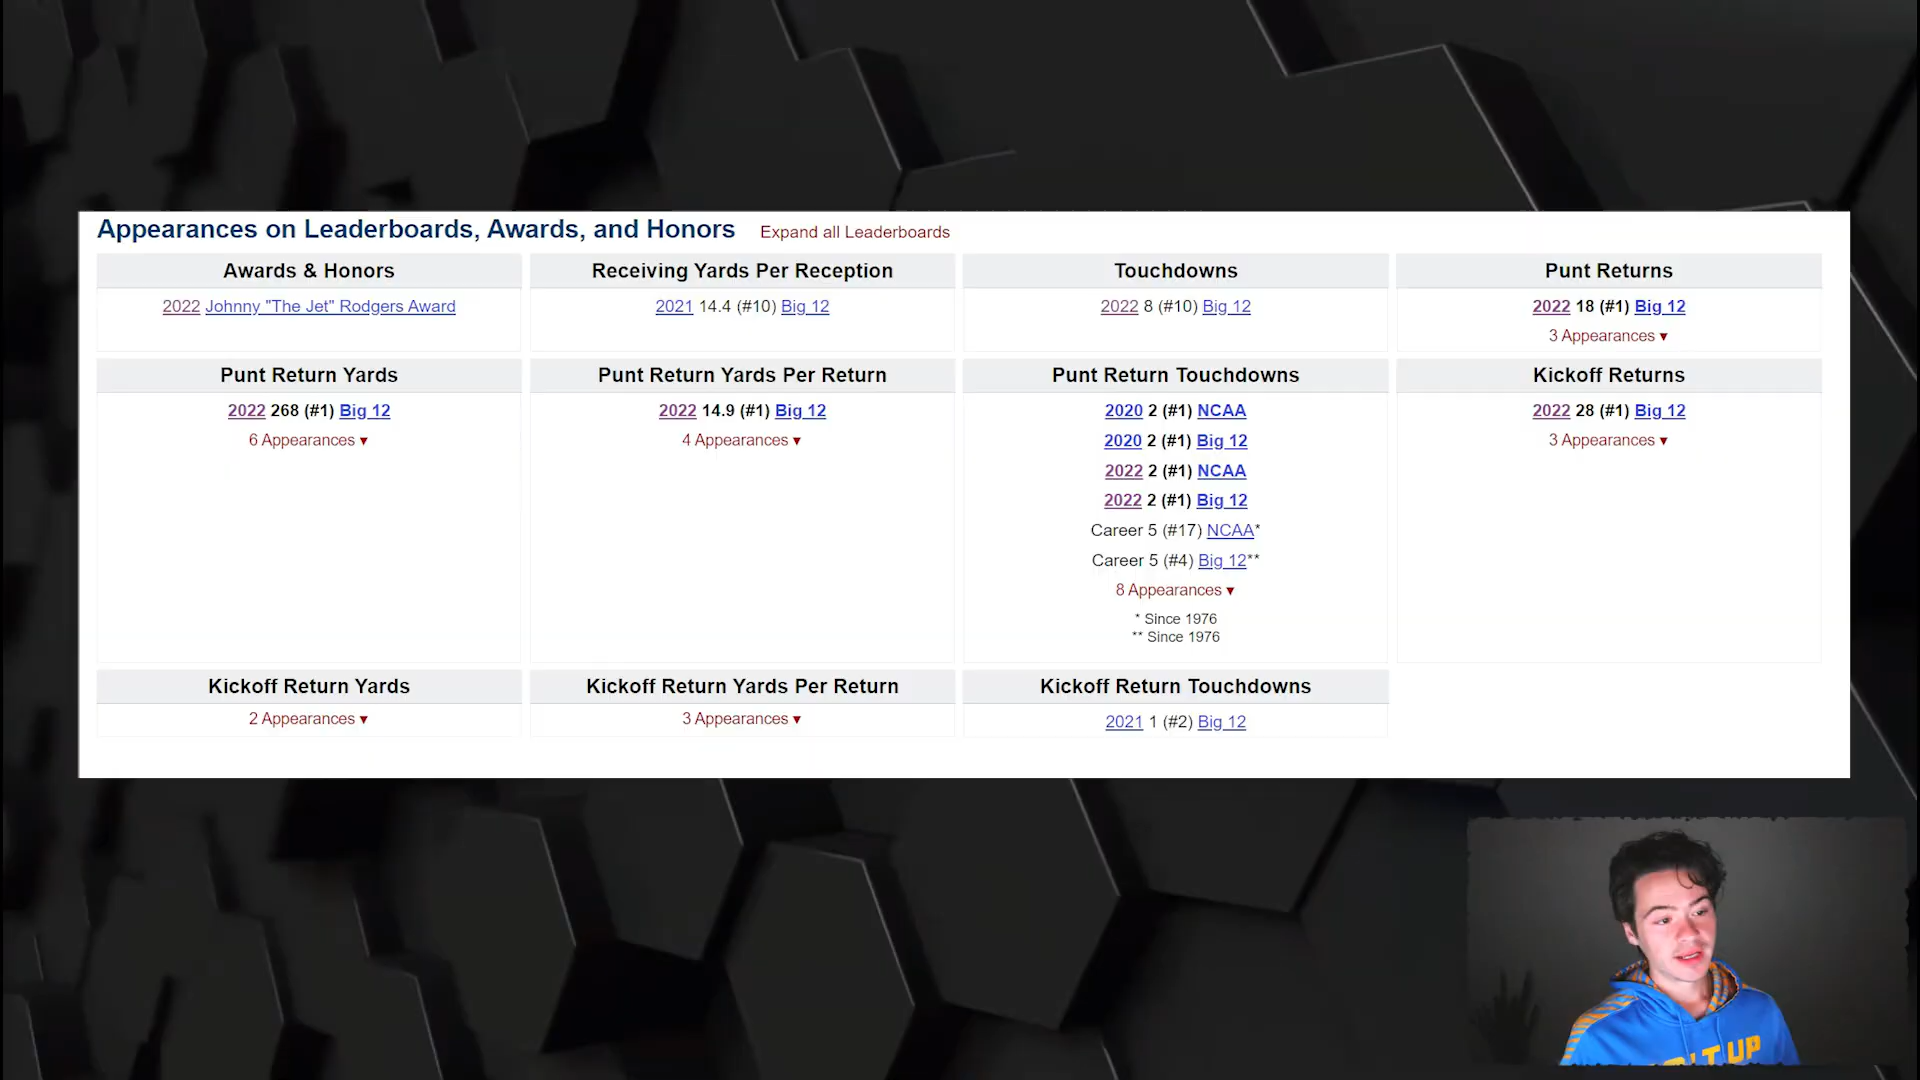 Appearances on Leaderboards, Awards, and Honors Expand all Leaderboards
Awards & Honors
2022 Johnny "The Jet" Rodgers Award
Receiving Yards Per Reception
2021 14.4 (#10) Big 12
Touchdowns
2022 8 (#10) Big 12
Punt Returns
2022 18 (#1) Big 12
3 Appearances ▼
Punt Return Yards
2022 268 (#1) Big 12
6 Appearances ▼
Punt Return Yards Per Return
2022 14.9 (#1) Big 12
4 Appearances ▼
Punt Return Touchdowns
2020 2 (#1) NCAA
2020 2 (#1) Big 12
2022 2 (#1) NCAA
2022 2 (#1) Big 12
Career 5 (#17) NCAA*
Career 5 (#4) Big 12**
8 Appearances ▼
* Since 1976
** Since 1976
Kickoff Returns
2022 28 (#1) Big 12
3 Appearances ▼
Kickoff Return Yards
2 Appearances ▼
Kickoff Return Yards Per Return
3 Appearances ▼
Kickoff Return Touchdowns
2021 1 (#2) Big 12
UP